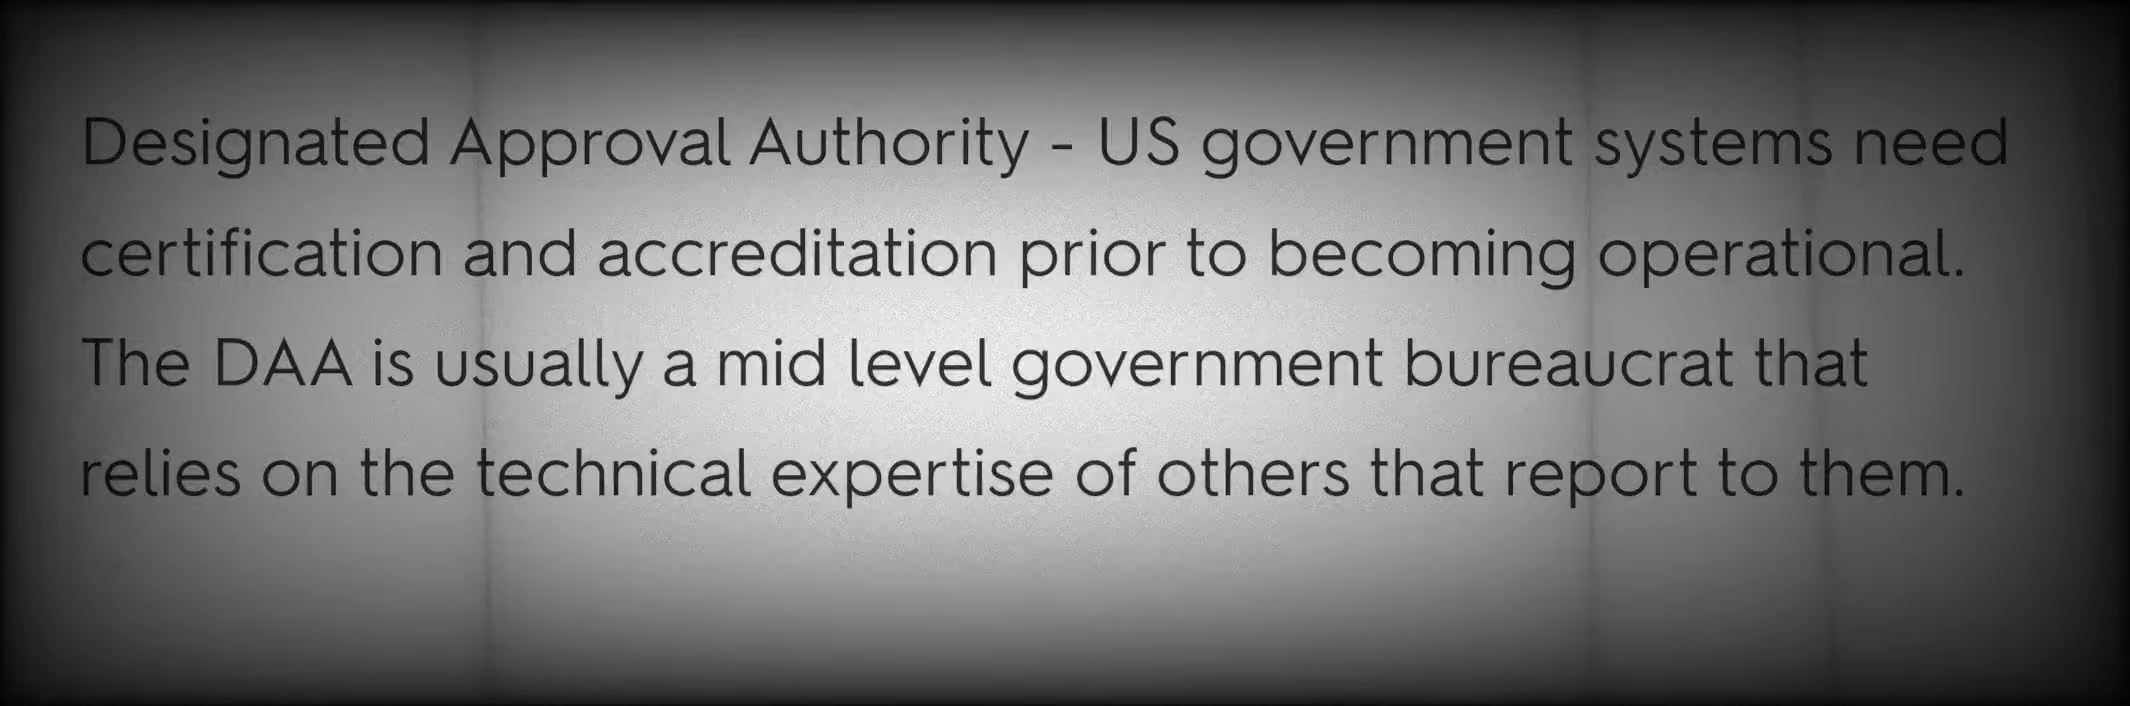 Designated Approval Authority - US government systems need
certification and accreditation prior to becoming operational.
The DAA is usually a mid level government bureaucrat that
relies on the technical expertise of others that report to them.